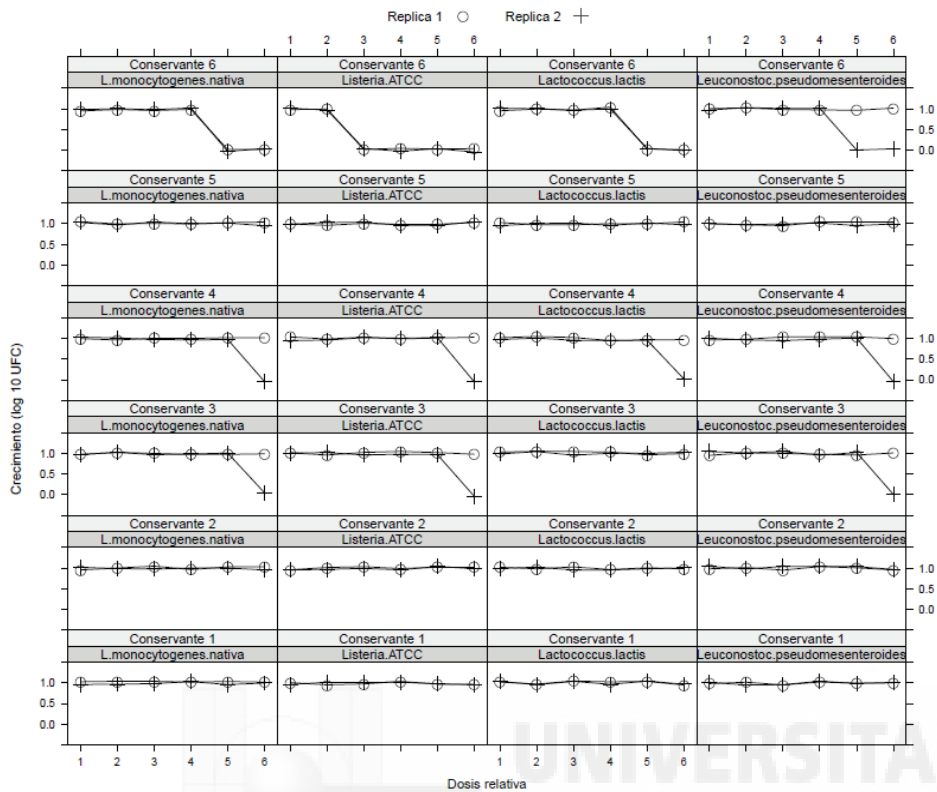 Replica 1 Replica 2
1 2 3 4 5 6 1 2 3 4 5 6
Conservante 6 Conservante 6 Conservante 6 Conservante 6
L.monocytogenes.nativa Listeria.ATCC Lactococcus.lactis Leuconostoc.pseudomesenteroides
1.0
0.5
0.0
Conservante 5 Conservante 5 Conservante 5 Conservante 5
L.monocytogenes.nativa Listeria.ATCC Lactococcus.lactis Leuconostoc.pseudomesenteroides
1.0
0.5
0.0
Conservante 4 Conservante 4 Conservante 4 Conservante 4
L.monocytogenes.nativa Listeria.ATCC Lactococcus.lactis Leuconostoc.pseudomesenteroides
1.0
0.5
0.0
Conservante 3 Conservante 3 Conservante 3 Conservante 3
L.monocytogenes.nativa Listeria.ATCC Lactococcus.lactis Leuconostoc.pseudomesenteroides
1.0 
0.5
0.0
Conservante 2 Conservante 2 Conservante 2 Conservante 2
L.monocytogenes.nativa Listeria.ATCC Lactococcus.lactis Leuconostoc.pseudomesenteroides
1.0
0.5
0.0
Conservante 1 Conservante 1 Conservante 1 Conservante 1
L.monocytogenes.nativa Listeria.ATCC Lactococcus.lactis Leuconostoc.pseudomesenteroides
1.0
0.5
0.0
1 2 3 4 5 6 1 2 3 4 5 6
Dosis relativa
Crecimiento (log 10 UFC)
UNIVERSITA